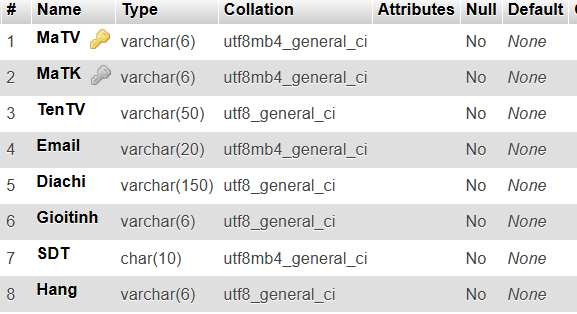 # Name Type Collation Attributes Null Default
1 MaTV varchar(6) utf8mb4_general_ci No None
2 MaTK varchar(6) utf8mb4_general_ci No None
3 TenTV varchar(50) utf8_general_ci No None
4 Email varchar(20) utf8mb4_general_ci No None
5 Diachi varchar(150) utf8_general_ci No None
6 Gioitinh varchar(6) utf8_general_ci No None
7 SDT char(10) utf8mb4_general_ci No None
8 Hang varchar(6) utf8_general_ci No None